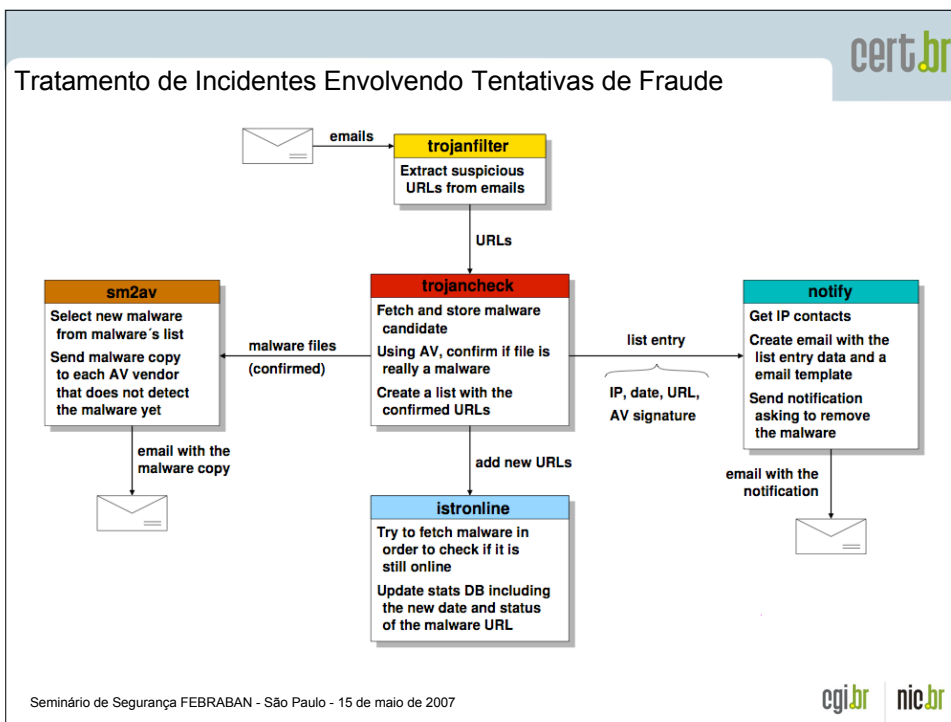 cert.br
Tratamento de Incidentes Envolvendo Tentativas de Fraude
emails
trojanfilter
Extract suspicious
URLs from emails
URLs
sm2av
Select new malware
from malware´s list
Send malware copy
to each AV vendor
that does not detect
the malware yet
malware files
(confirmed)
trojancheck
Fetch and store malware
candidate
Using AV, confirm if file is
really a malware
Create a list with the
confirmed URLs
list entry
IP, date, URL,
AV signature
notify
Get IP contacts
Create email with the
list entry data and a
email template
Send notification
asking to remove
the malware
email with the
malware copy
add new URLs
email with the
notification
istronline
Try to fetch malware in
order to check if it is
still online
Update stats DB including
the new date and status
of the malware URL
Seminário de Segurança FEBRABAN - São Paulo - 15 de maio de 2007
cgi.br
nic.br